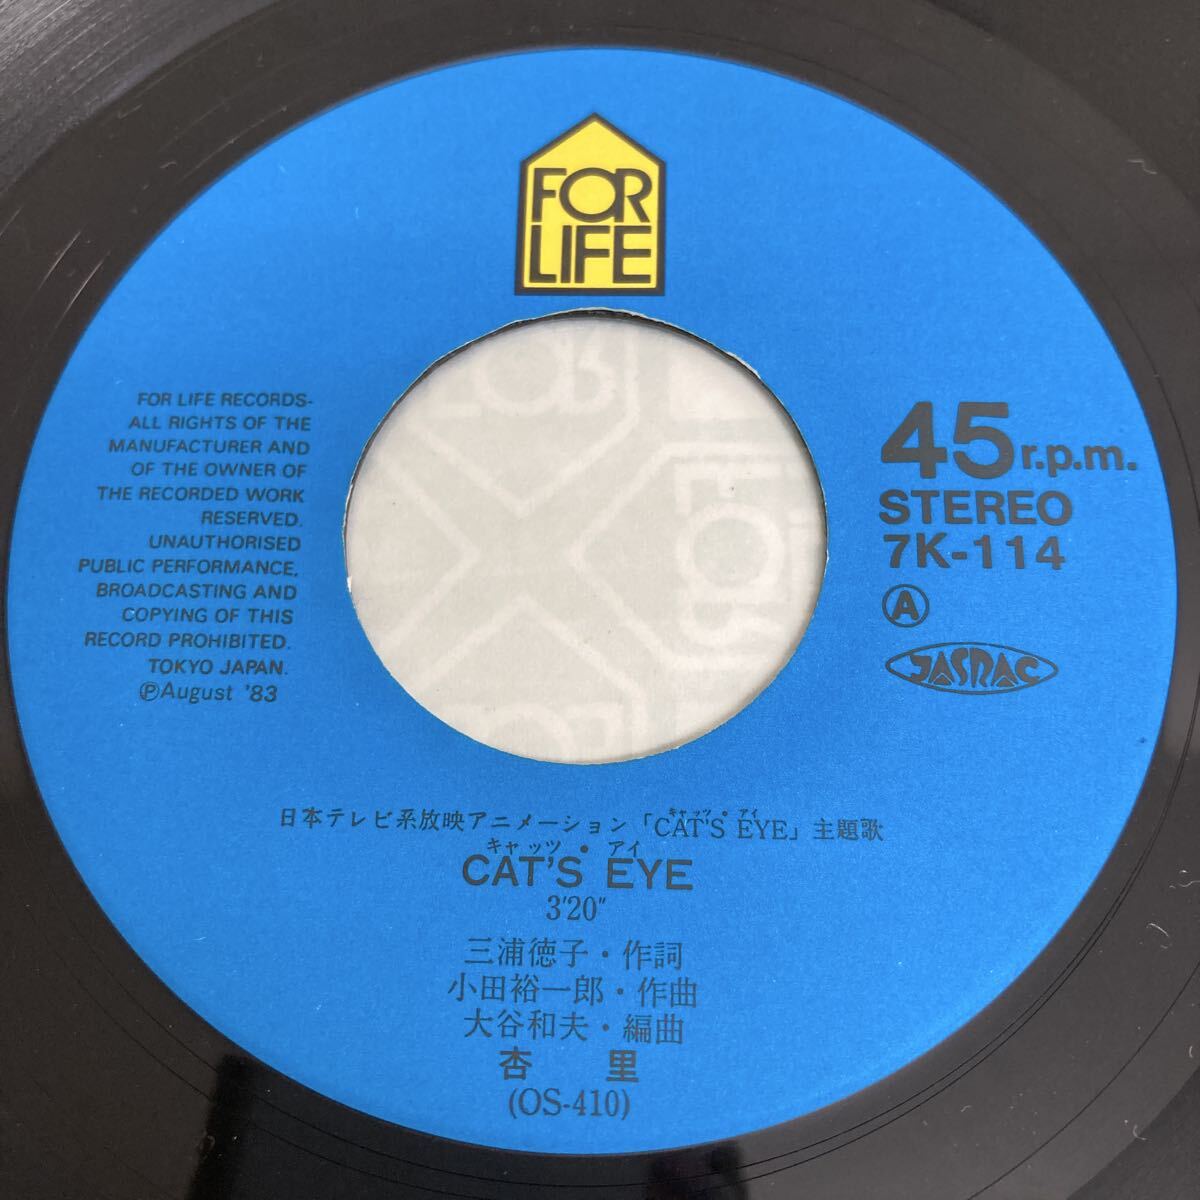 FOR
LIFE
FOR LIFE RECORDS-
ALL RIGHTS OF THE
MANUFACTURER AND
OF THE OWNER OF
THE RECORDED WORK
RESERVED.
UNAUTHORISED
PUBLIC PERFORMANCE,
BROADCASTING AND
COPYING OF THIS
RECORD PROHIBITED.
TOKYO JAPAN.
ⓅAugust '83
45r.p.m.
STEREO
7K-114
Ⓐ
JASRAC
キャッツ・アイ
日本テレビ系放映アニメーション「CAT'S EYE」主題歌
キャッツ・アイ
CAT'S EYE
3'20"
三浦徳子・作詞
小田裕一郎・作曲
大谷和夫・編曲
杏 里
(OS-410)